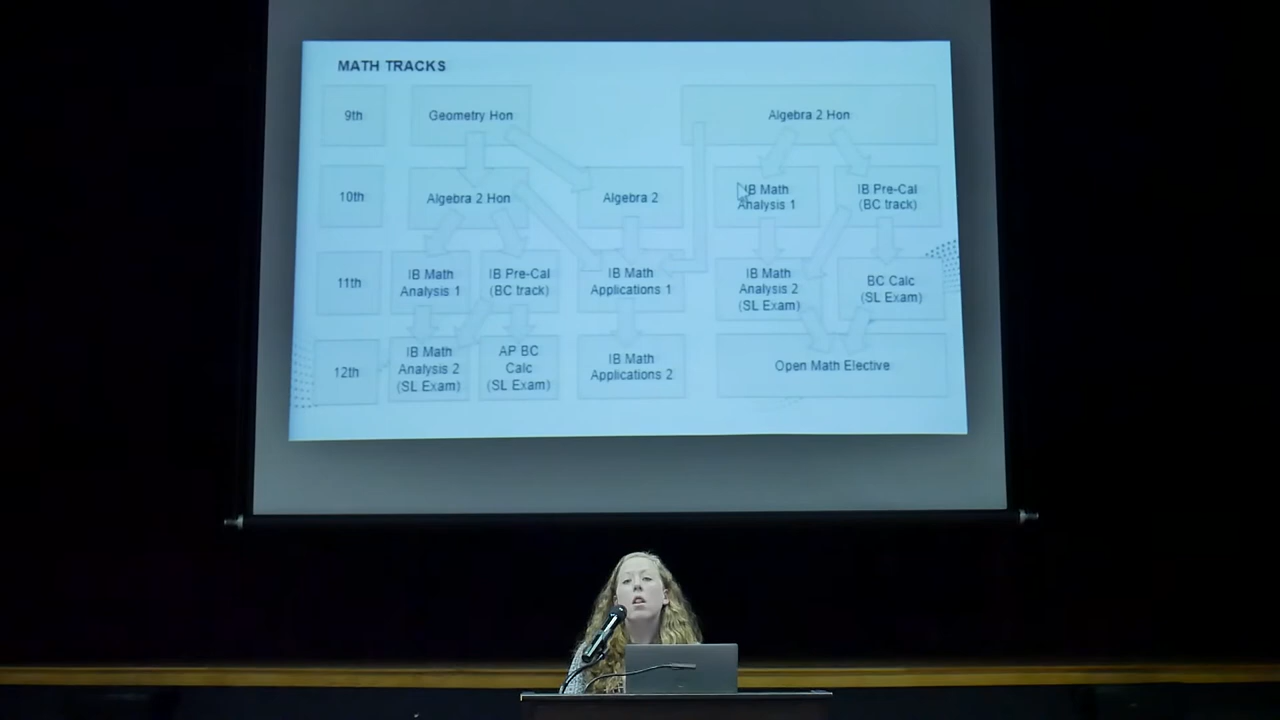 MATH TRACKS
9th
Geometry Hon
Algebra 2 Hon
10th
Algebra 2 Hon
Algebra 2
IB Math
Analysis 1
IB Pre-Cal
(BC track)
11th
IB Math
Analysis 1
IB Pre-Cal
(BC track)
IB Math
Applications 1
IB Math
Analysis 2
(SL Exam)
BC Calc
(SL Exam)
12th
IB Math
Analysis 2
(SL Exam)
AP BC
Calc
(SL Exam)
IB Math
Applications 2
Open Math Elective